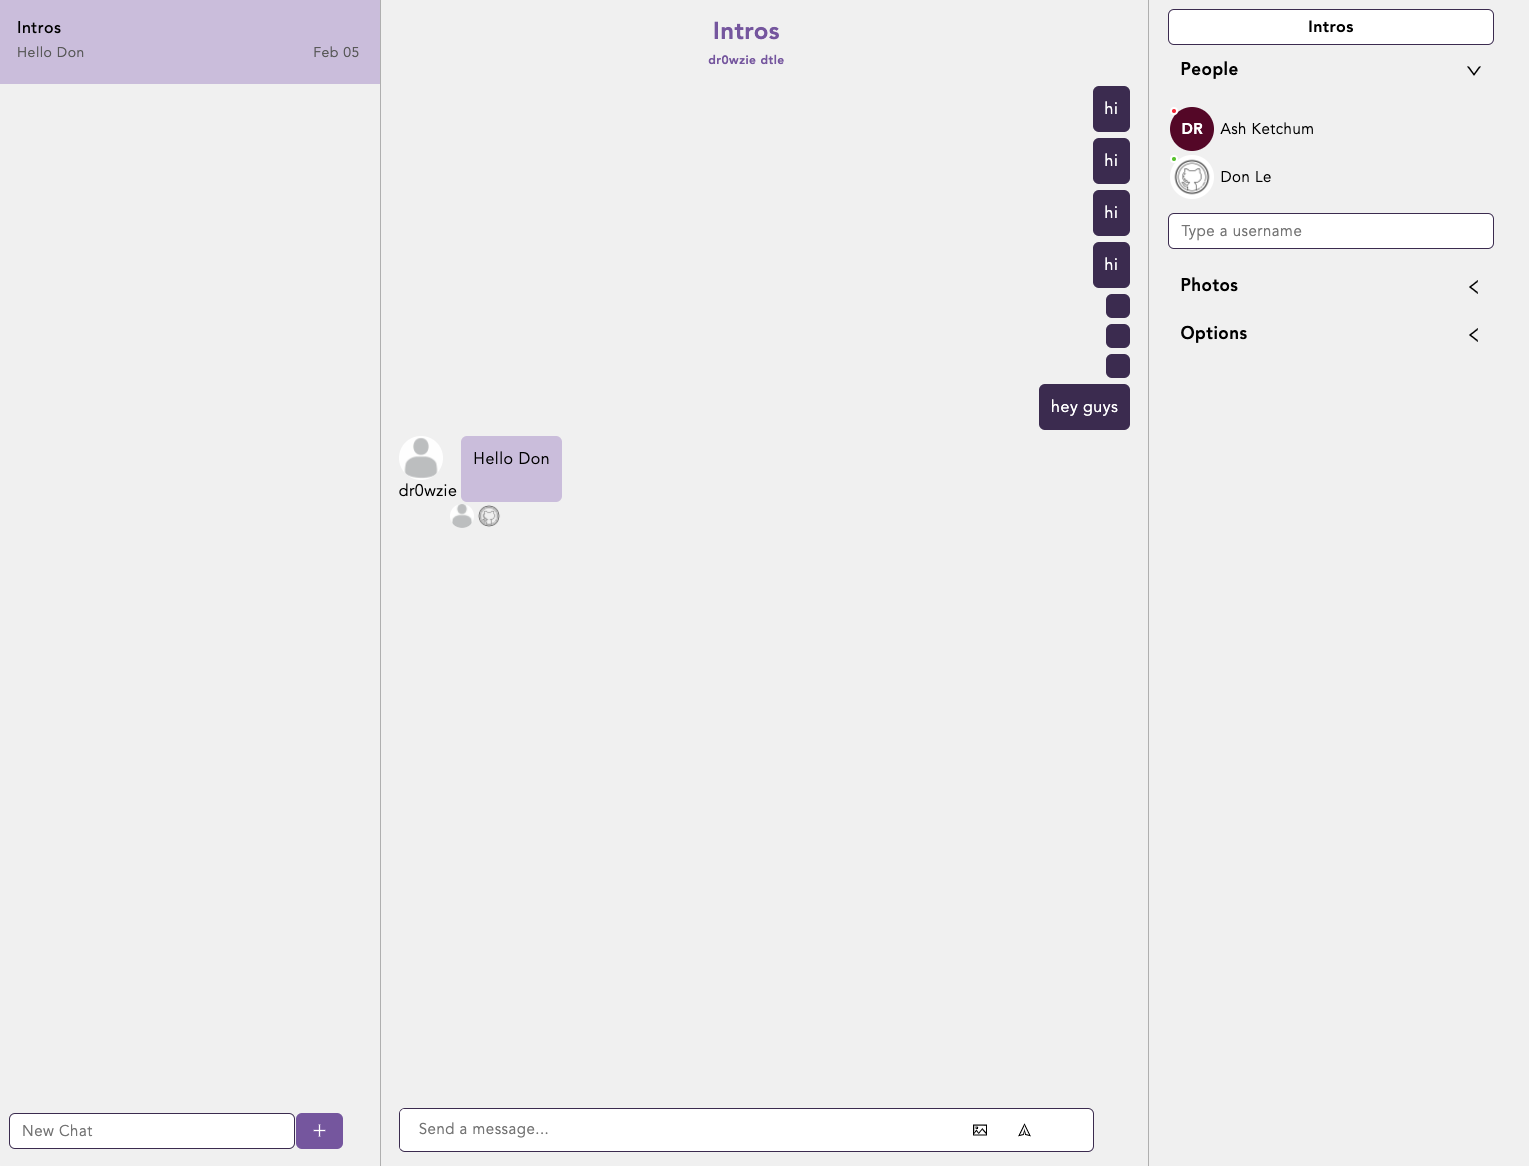 Intros
Hello Don Feb 05
New Chat
Intros
dr0wzie dtle
hi
hi
hi
hi
hey guys
Hello Don
dr0wzie
Send a message...
Intros
People
DR Ash Ketchum
Don Le
Type a username
Photos
Options